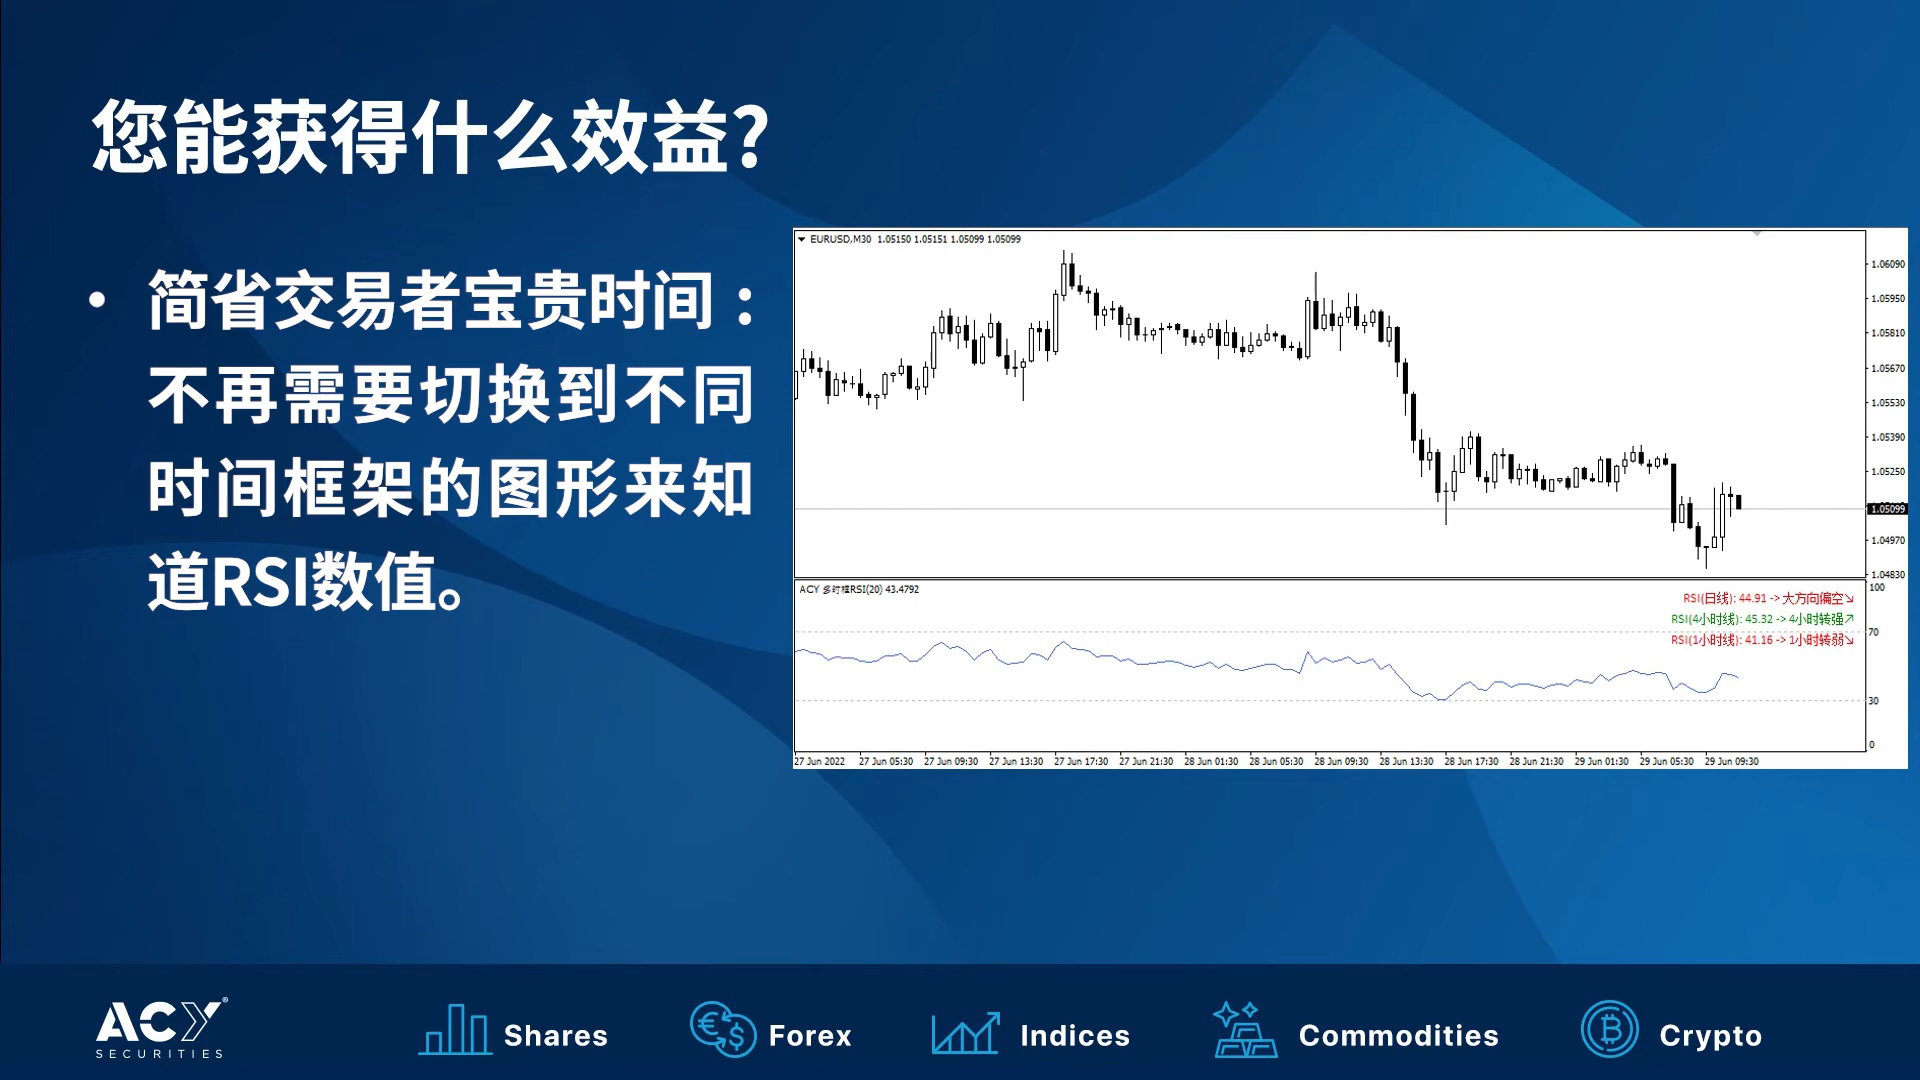 您能获得什么效益?
• 简省交易者宝贵时间：
不再需要切换到不同
时间框架的图形来知
道RSI数值。
EURUSD,M30 1.05150 1.05151 1.05099 1.05099
1.06090
1.05950
1.05810
1.05670
1.05530
1.05390
1.05250
1.05099
1.04970
1.04830
ACY 多时框RSI(20) 43.4792
RSI(日线): 44.91 -> 大方向偏空↘
RSI(4小时线): 45.32 -> 4小时转强↗
RSI(1小时线): 41.16 -> 1小时转弱↘
100
70
30
0
27 Jun 2022 27 Jun 05:30 27 Jun 09:30 27 Jun 13:30 27 Jun 17:30 27 Jun 21:30 28 Jun 01:30 28 Jun 05:30 28 Jun 09:30 28 Jun 13:30 28 Jun 17:30 28 Jun 21:30 29 Jun 01:30 29 Jun 05:30 29 Jun 09:30
ACY®
SECURITIES
Shares
Forex
Indices
Commodities
Crypto